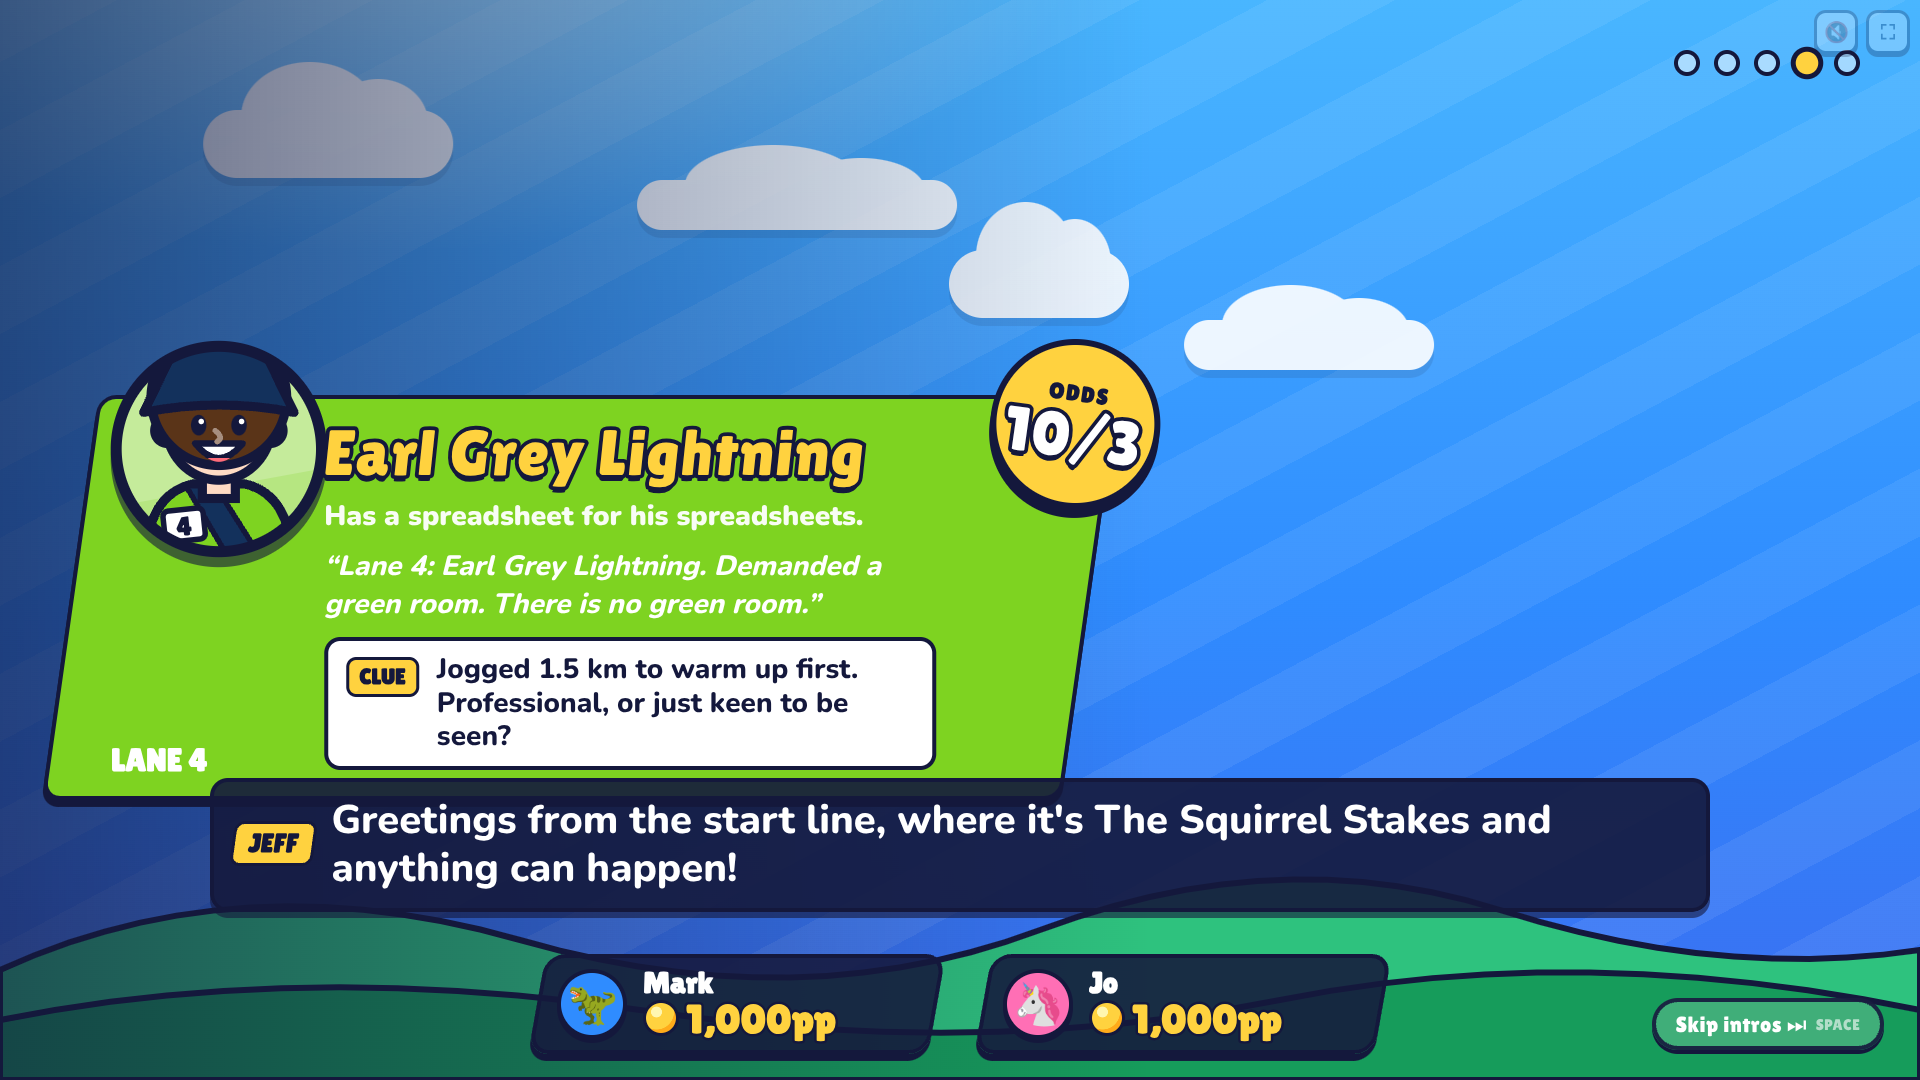 ODDS
10/3
Earl Grey Lightning
Has a spreadsheet for his spreadsheets.
“Lane 4: Earl Grey Lightning. Demanded a
green room. There is no green room.”
4
CLUE
Jogged 1.5 km to warm up first.
Professional, or just keen to be
seen?
LANE 4
JEFF
Greetings from the start line, where it's The Squirrel Stakes and
anything can happen!
Mark
1,000pp
Jo
1,000pp
Skip intros SPACE